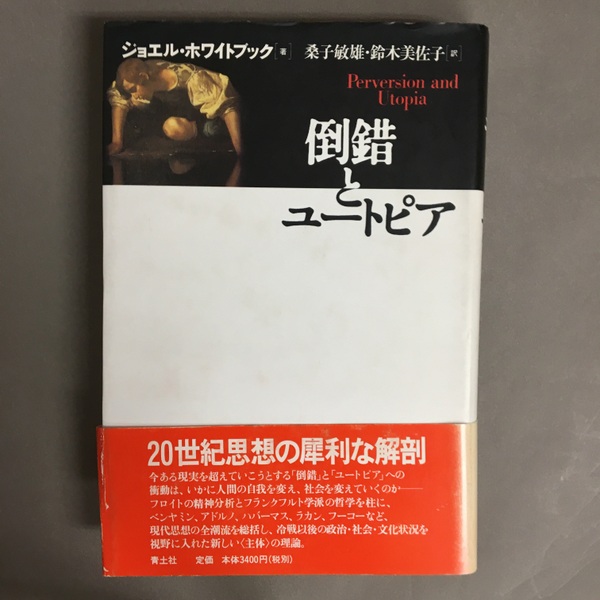 ジョエル・ホワイトブック[著] 桑子敏雄・鈴木美佐子[訳]
Perversion and
Utopia
倒錯
と
ユートピア
20世紀思想の犀利な解剖
今ある現実を超えていこうとする「倒錯」と「ユートピア」への
衝動は、いかに人間の自我を変え、社会を変えていくのか——
フロイトの精神分析とフランクフルト学派の哲学を柱に、
ベンヤミン、アドルノ、ハバーマス、ラカン、フーコーなど、
現代思想の全潮流を総括し、冷戦以後の政治・社会・文化状況を
視野に入れた新しい〈主体〉の理論。
青土社 定価 本体3400円(税別)